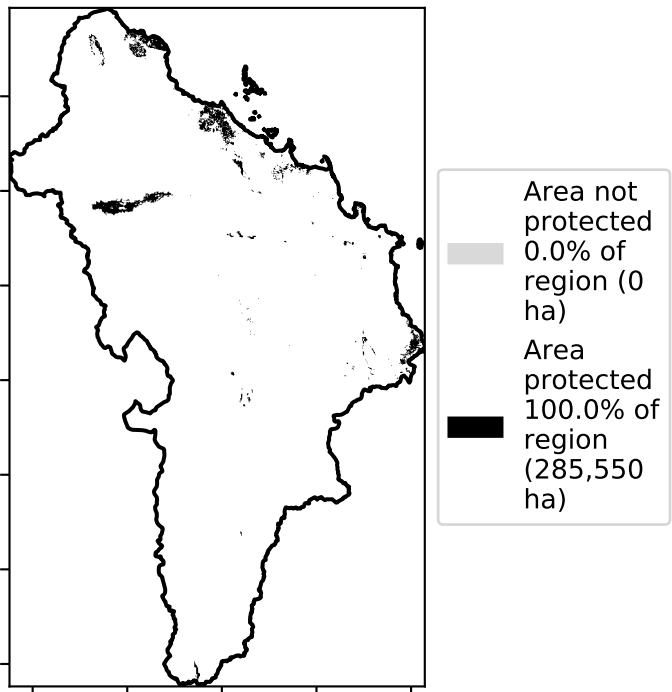 Area not
protected
0.0% of
region (0
ha)
Area
protected
100.0% of
region
(285,550
ha)